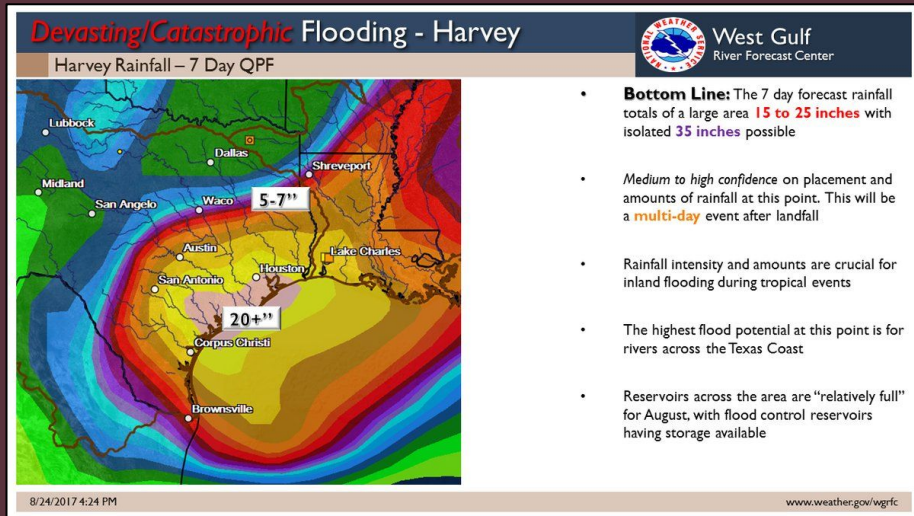 Devasting/Catastrophic Flooding - Harvey
Harvey Rainfall – 7 Day QPF
NATIONAL WEATHER SERVICE
West Gulf
River Forecast Center
Lubbock
Dallas
Shreveport
Midland
San Angelo
Waco
5-7”
Austin
Lake Charles
San Antonio
Houston
20+”
Corpus Christi
Brownsville
• Bottom Line: The 7 day forecast rainfall
totals of a large area 15 to 25 inches with
isolated 35 inches possible
• Medium to high confidence on placement and
amounts of rainfall at this point. This will be
a multi-day event after landfall
• Rainfall intensity and amounts are crucial for
inland flooding during tropical events
• The highest flood potential at this point is for
rivers across the Texas Coast
• Reservoirs across the area are “relatively full”
for August, with flood control reservoirs
having storage available
8/24/2017 4:24 PM
www.weather.gov/wgrfc